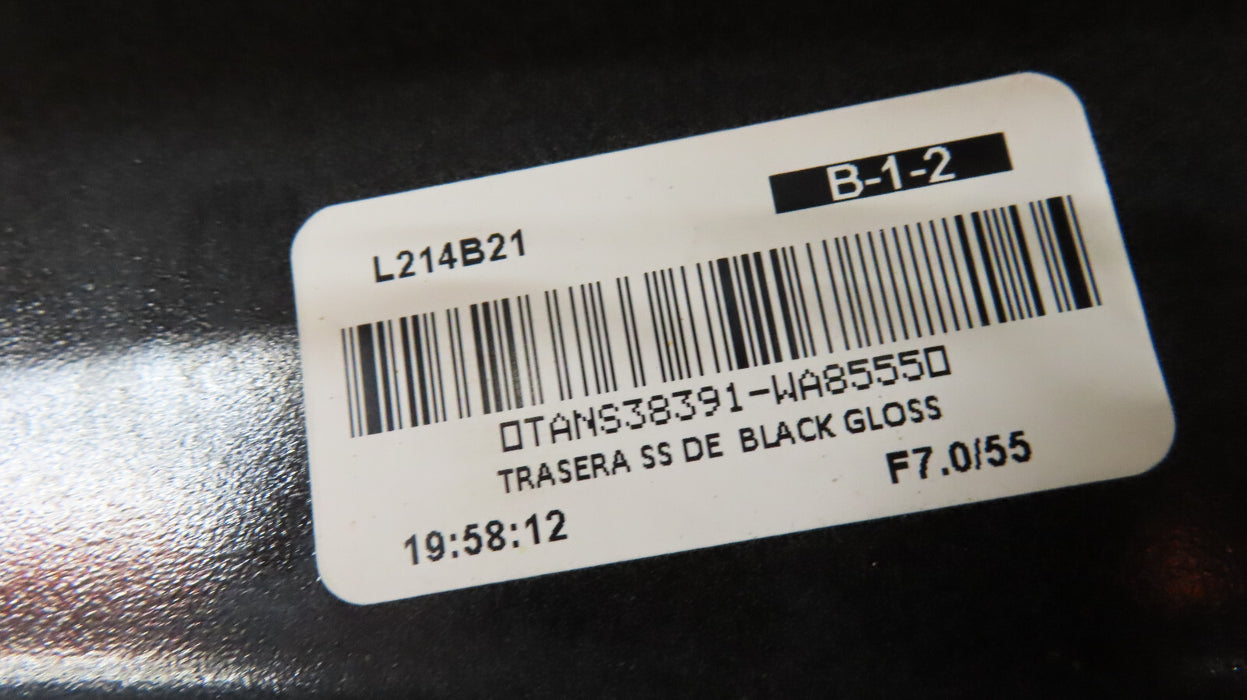 B-1-2
L214B21
0TANS38391-WA85550
TRASERA SS DE BLACK GLOSS
F7.0/55
19:58:12